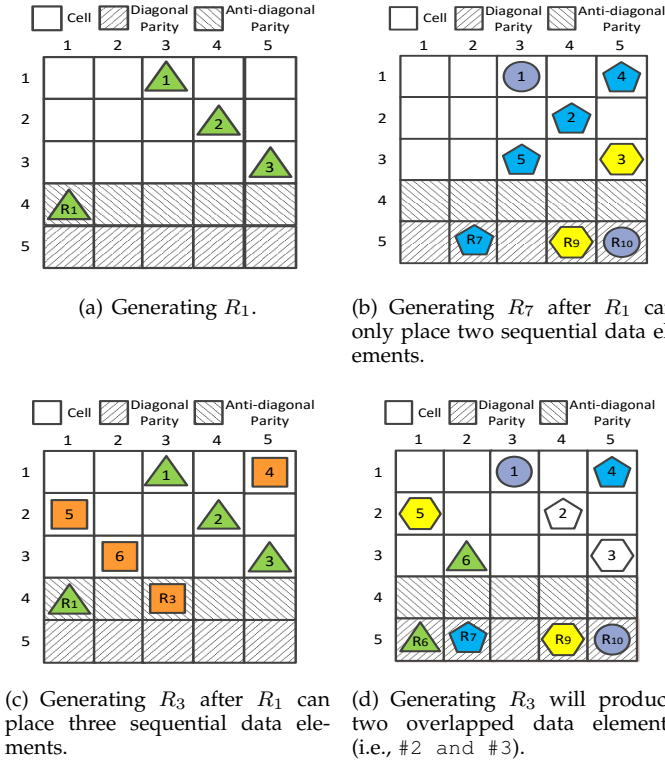 Cell Diagonal Parity Anti-diagonal Parity
1 2 3 4 5
1 1
2 2
3 3
4 R1
5
(a) Generating R1.
Cell Diagonal Parity Anti-diagonal Parity
1 2 3 4 5
1 1 4
2 2
3 5 3
4
5 R7 R9 R10
(b) Generating R7 after R1 can
only place two sequential data el-
ements.
Cell Diagonal Parity Anti-diagonal Parity
1 2 3 4 5
1 1 4
2 5 2
3 6 3
4 R1 R3
5
(c) Generating R3 after R1 can
place three sequential data ele-
ments.
Cell Diagonal Parity Anti-diagonal Parity
1 2 3 4 5
1 1 4
2 5 2
3 6 3
4
5 R6 R7 R9 R10
(d) Generating R3 will produc
two overlapped data element
(i.e., #2 and #3).